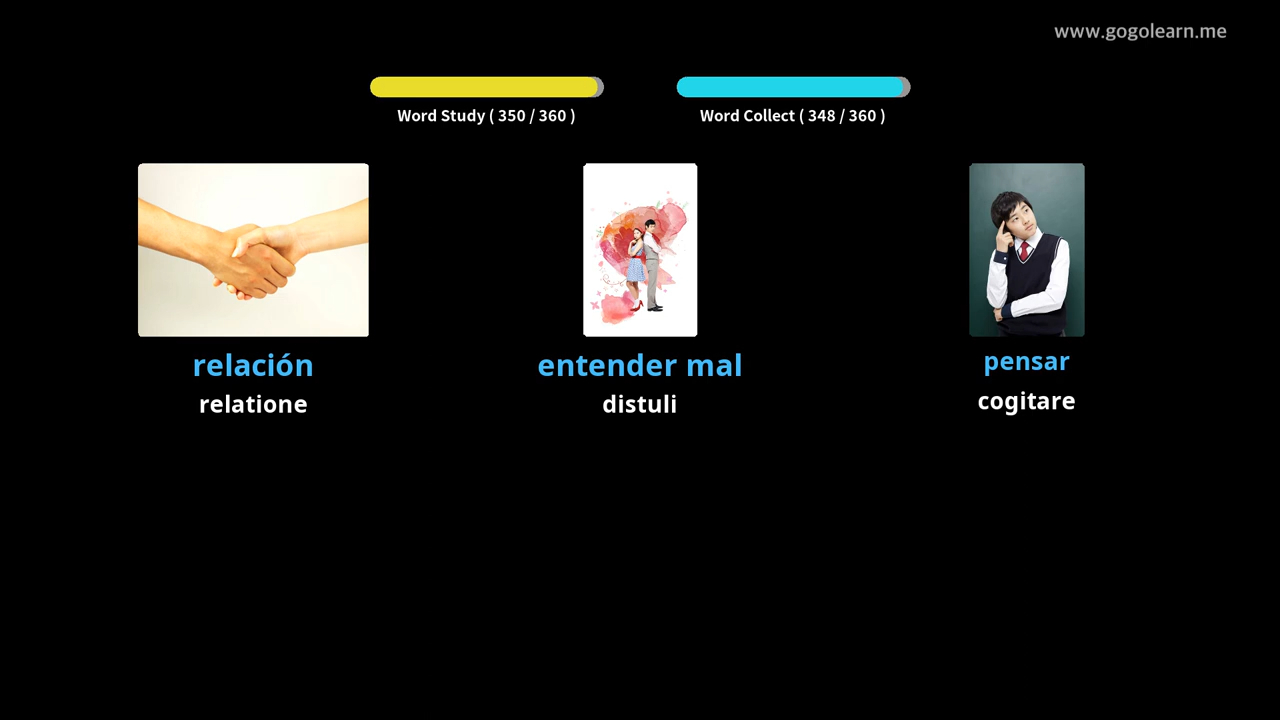 www.gogolearn.me
Word Study ( 350 / 360 )
Word Collect ( 348 / 360 )
relación
relatione
entender mal
distuli
pensar
cogitare